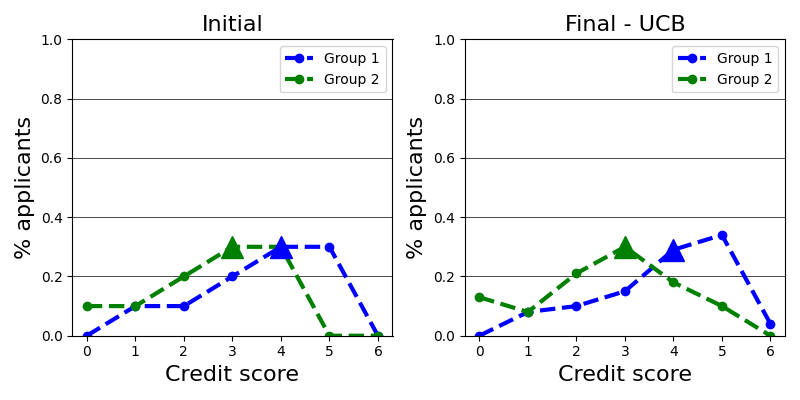 Initial
% applicants
1.0
0.8
0.6
0.4
0.2
0.0
Group 1
Group 2
0 1 2 3 4 5 6
Credit score
Final - UCB
% applicants
1.0
0.8
0.6
0.4
0.2
0.0
Group 1
Group 2
0 1 2 3 4 5 6
Credit score